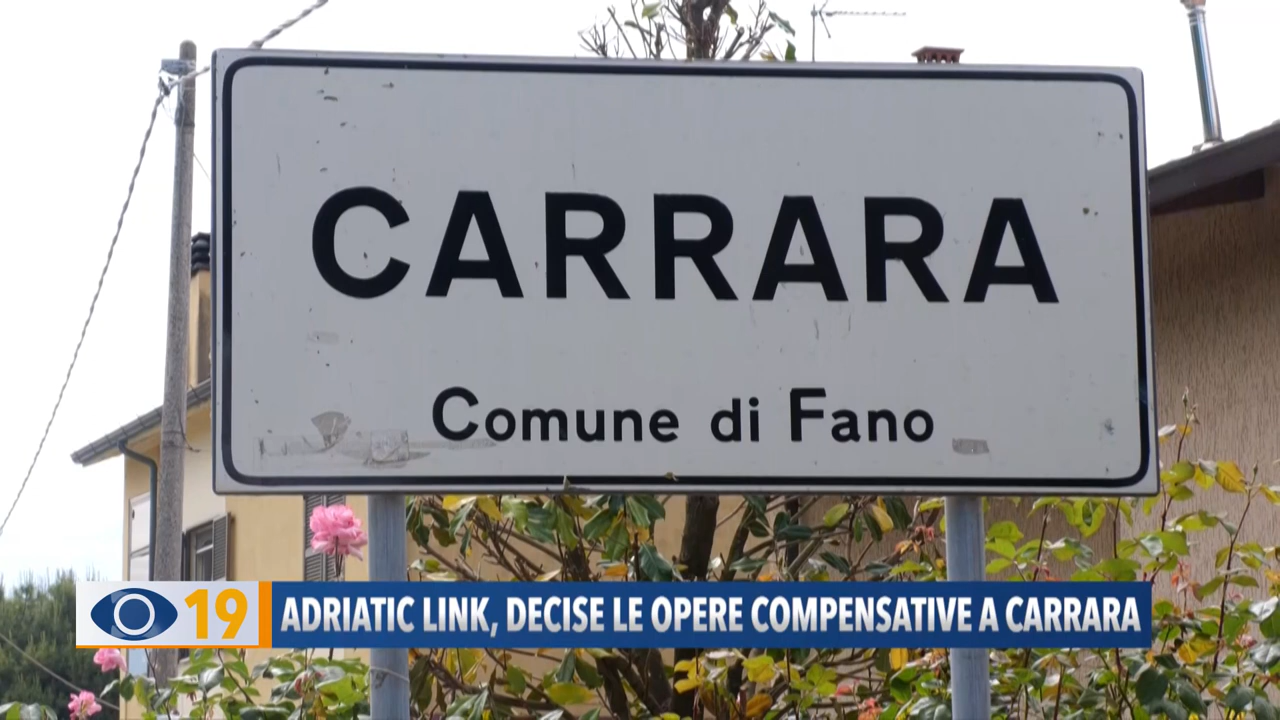 CARRARA
Comune di Fano
19 ADRIATIC LINK, DECISE LE OPERE COMPENSATIVE A CARRARA